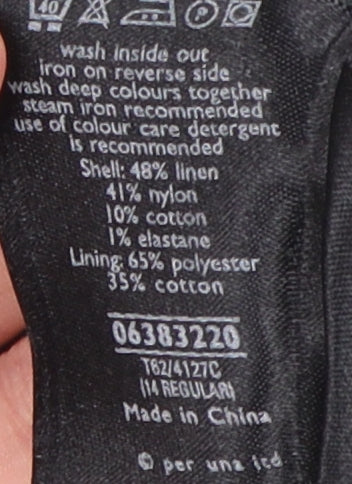 40
P
wash inside out
iron on reverse side
wash deep colours together
steam iron recommended
use of colour care detergent
is recommended
Shell: 48% linen
41% nylon
10% cotton
1% elastane
Lining: 65% polyester
35% cotton
06383220
T62/4127C
(14 REGULAR)
Made in China
© per una ltd